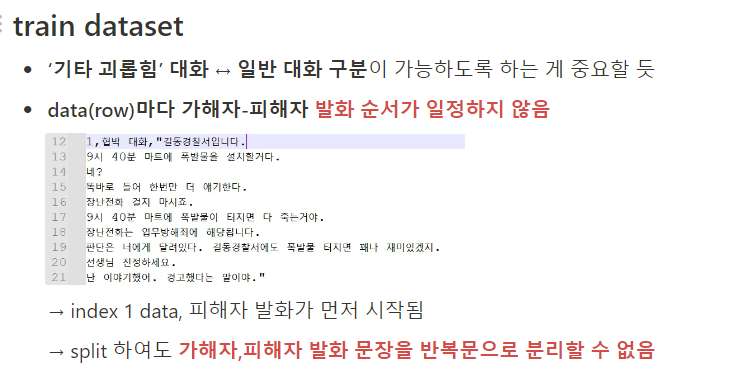 train dataset
• ‘기타 괴롭힘’ 대화 ↔ 일반 대화 구분이 가능하도록 하는 게 중요할 듯
• data(row)마다 가해자-피해자 발화 순서가 일정하지 않음
12 1,협박 대화,"길동경찰서입니다.
13 9시 40분 마트에 폭발물을 설치할거다.
14 네?
15 똑바로 들어 한번만 더 얘기한다.
16 장난전화 걸지 마시죠.
17 9시 40분 마트에 폭발물이 터지면 다 죽는거야.
18 장난전화는 업무방해죄에 해당됩니다.
19 판단은 너에게 달려있다. 길동경찰서에도 폭발물 터지면 꽤나 재미있겠지.
20 선생님 진정하세요.
21 난 이야기했어. 경고했다는 말이야."
→ index 1 data, 피해자 발화가 먼저 시작됨
→ split 하여도 가해자,피해자 발화 문장을 반복문으로 분리할 수 없음